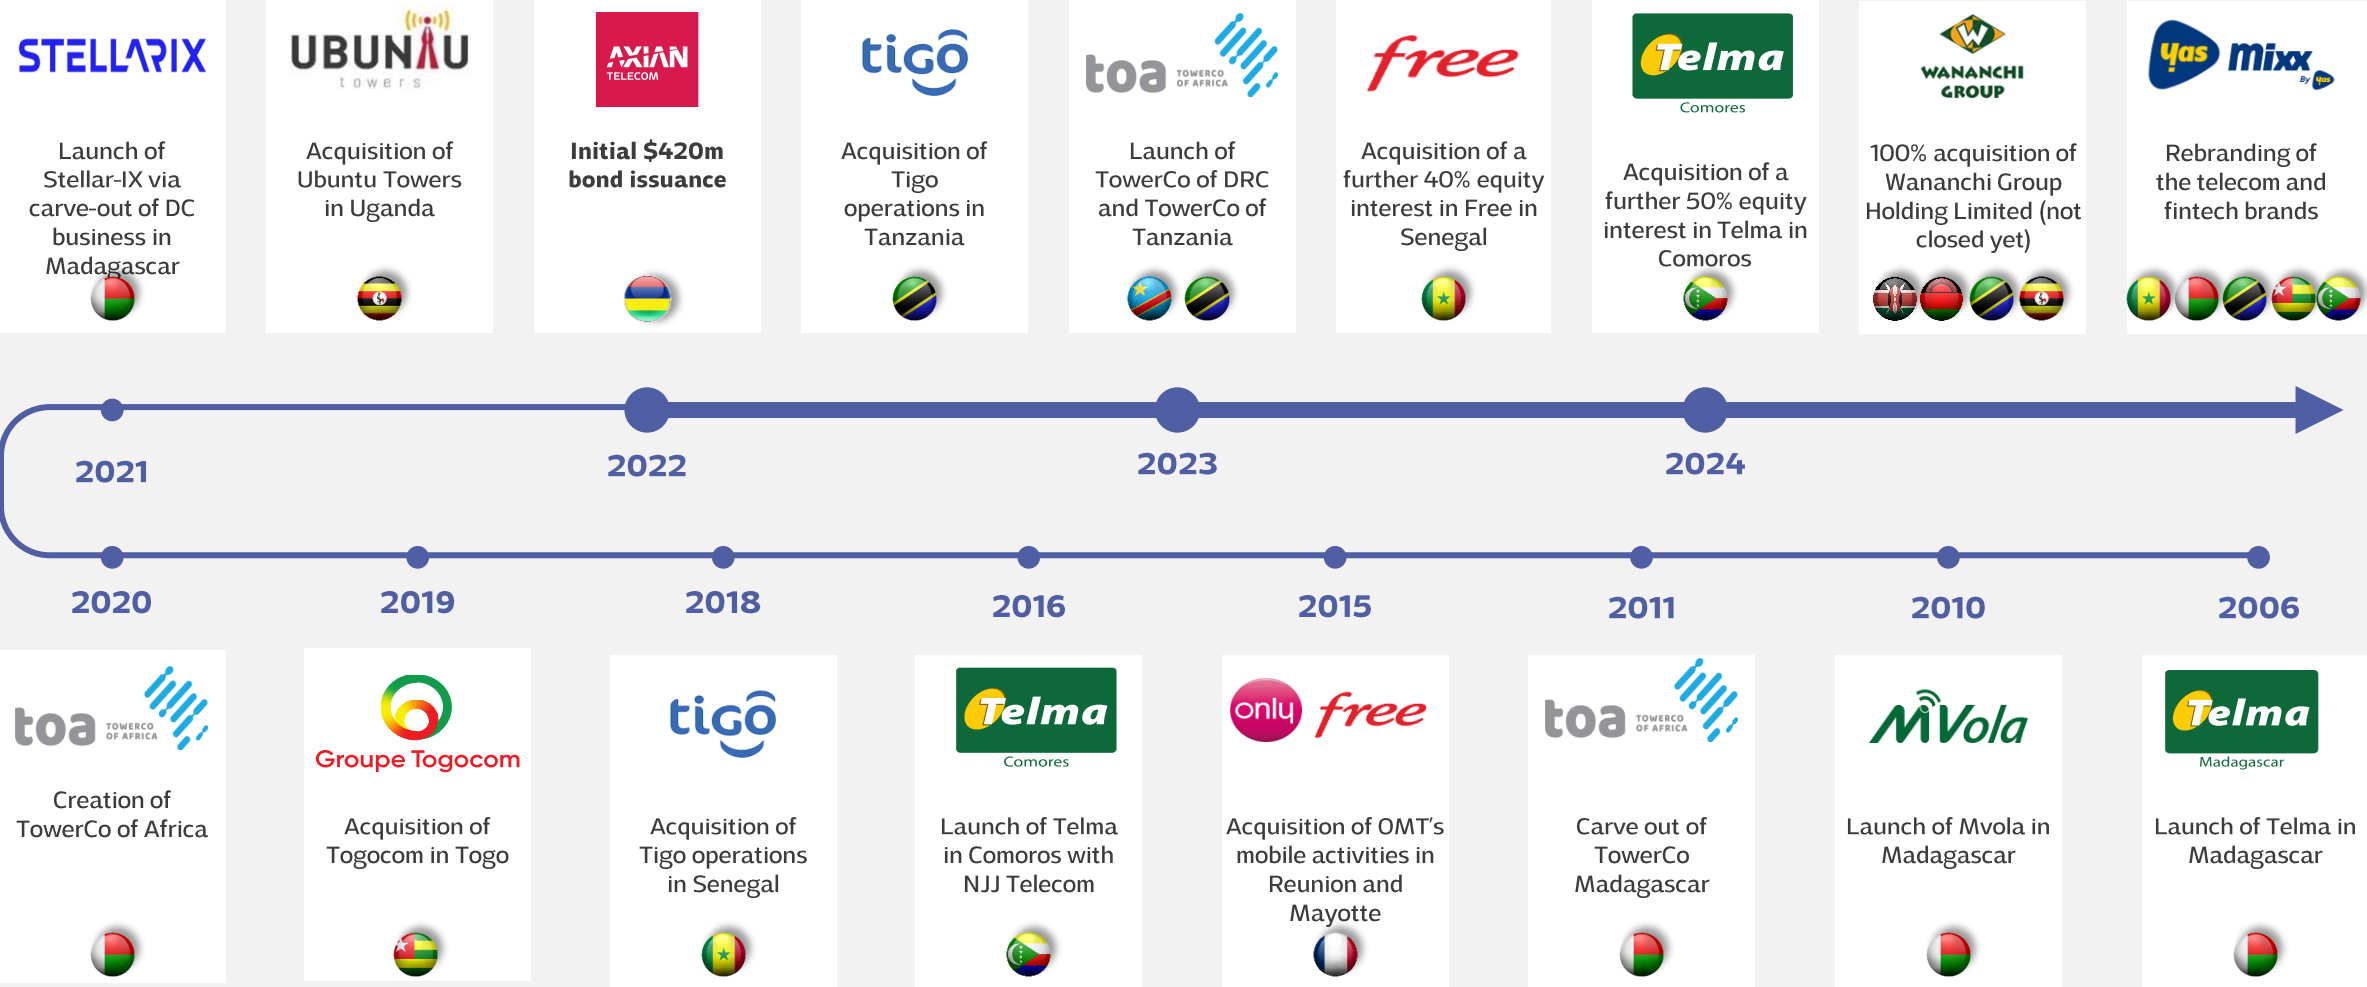 STELLARIX
Launch of
Stellar-IX via
carve-out of DC
business in
Madagascar
UBUNTU
towers
Acquisition of
Ubuntu Towers
in Uganda
AXIAN
TELECOM
Initial $420m
bond issuance
tigo
Acquisition of
Tigo
operations in
Tanzania
toa TOWERCO
OF AFRICA
Launch of
TowerCo of DRC
and TowerCo of
Tanzania
free
Acquisition of a
further 40% equity
interest in Free in
Senegal
Telma
Comores
Acquisition of a
further 50% equity
interest in Telma in
Comoros
W
WANANCHI
GROUP
100% acquisition of
Wananchi Group
Holding Limited (not
closed yet)
yas Mixx
By yas
Rebranding of
the telecom and
fintech brands
2021
2022
2023
2024
2020
2019
2018
2016
2015
2011
2010
2006
toa TOWERCO
OF AFRICA
Creation of
TowerCo of Africa
Groupe Togocom
Acquisition of
Togocom in Togo
tigo
Acquisition of
Tigo operations
in Senegal
Telma
Comores
Launch of Telma
in Comoros with
NJJ Telecom
only free
Acquisition of OMT's
mobile activities in
Reunion and
Mayotte
toa TOWERCO
OF AFRICA
Carve out of
TowerCo
Madagascar
MVola
Launch of Mvola in
Madagascar
Telma
Madagascar
Launch of Telma in
Madagascar